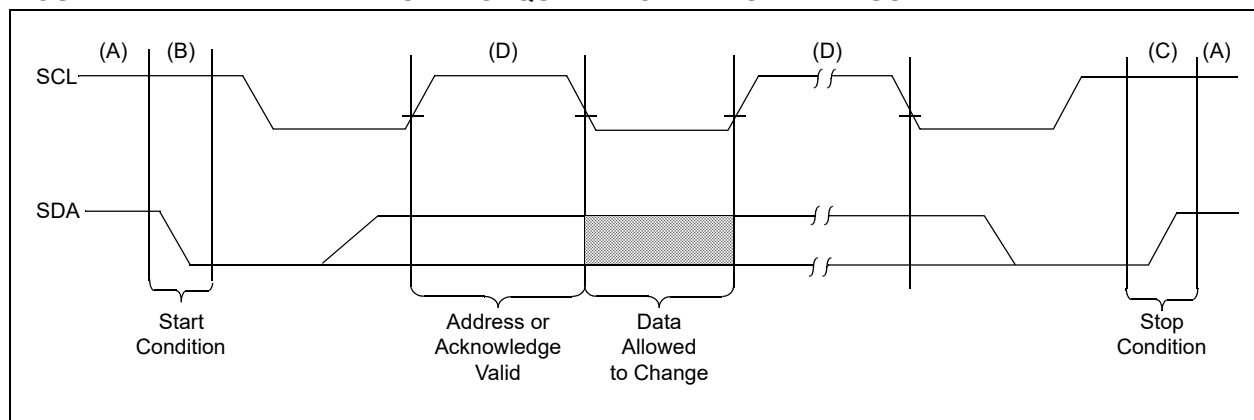 (A) (B) (D) (D) (C) (A)
SCL
SDA
Start
Condition
Address or
Acknowledge
Valid
Data
Allowed
to Change
Stop
Condition